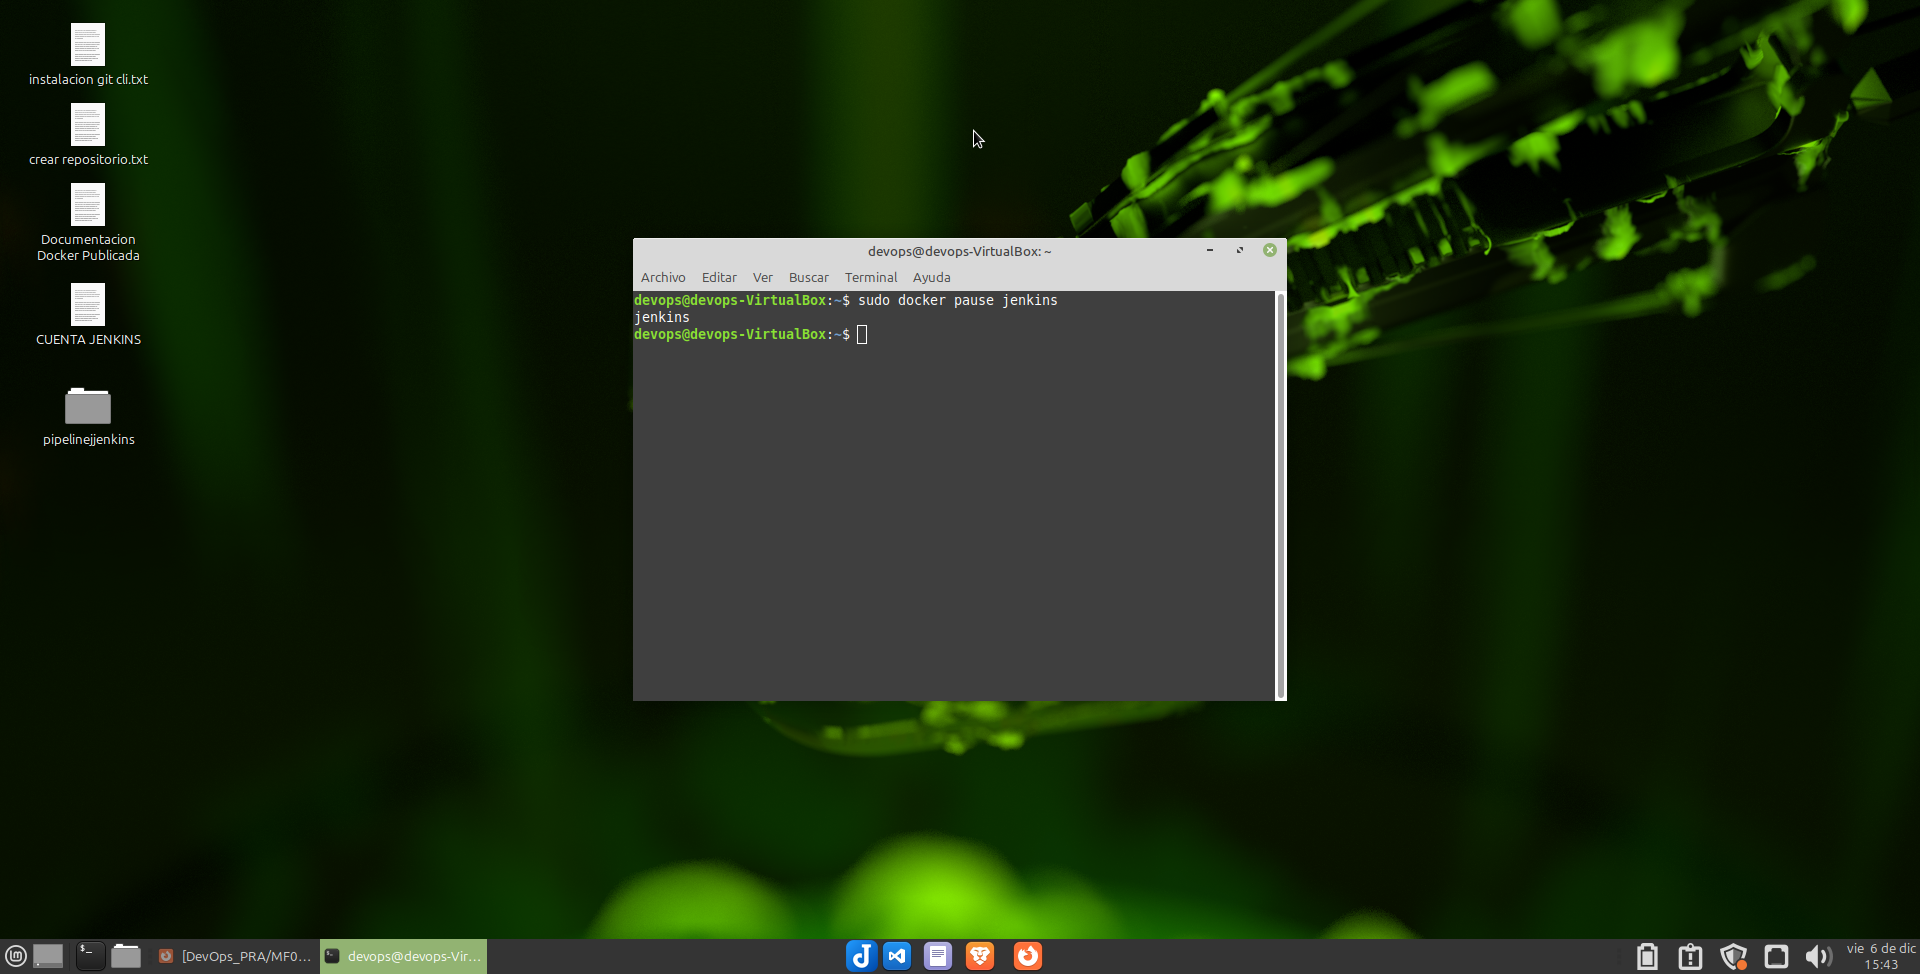 instalacion git cli.txt
crear repositorio.txt
Documentacion
Docker Publicada
CUENTA JENKINS
pipelinejjenkins
devops@devops-VirtualBox: ~
Archivo Editar Ver Buscar Terminal Ayuda
devops@devops-VirtualBox:~$ sudo docker pause jenkins
jenkins
devops@devops-VirtualBox:~$
[DevOps_PRA/MF0...
devops@devops-Vir...
vie 6 de dic
15:43